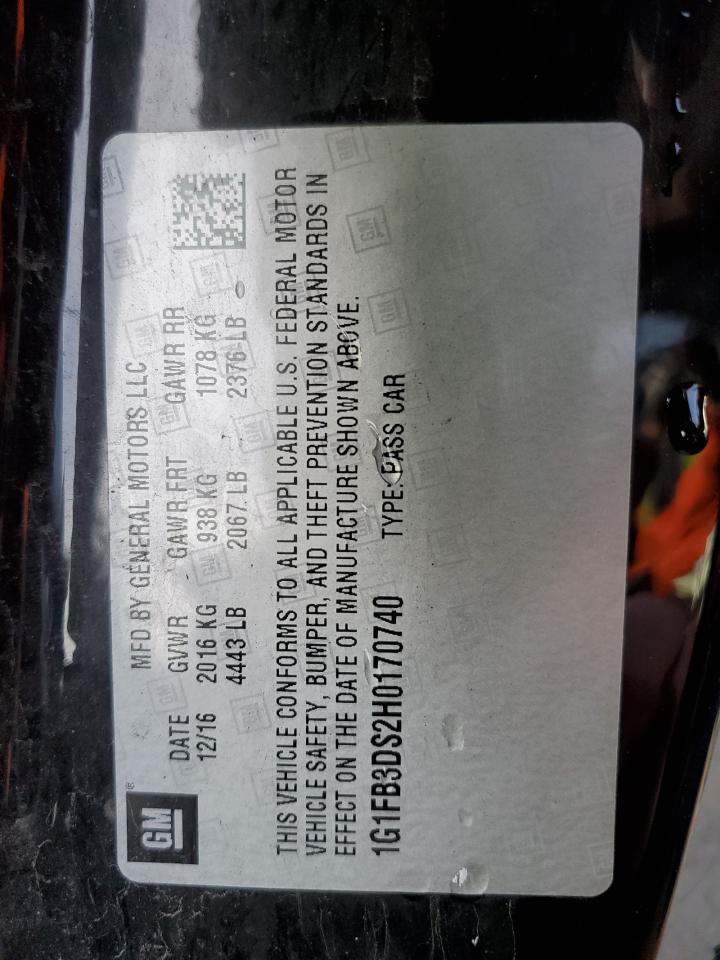 GM®
MFD BY GENERAL MOTORS LLC
DATE GVWR GAWR FRT GAWR RR
12/16 2016 KG 938 KG 1078 KG
4443 LB 2067 LB 2376 LB
THIS VEHICLE CONFORMS TO ALL APPLICABLE U.S. FEDERAL MOTOR
VEHICLE SAFETY, BUMPER, AND THEFT PREVENTION STANDARDS IN
EFFECT ON THE DATE OF MANUFACTURE SHOWN ABOVE.
1G1FB3DS2H0170740 TYPE: PASS CAR